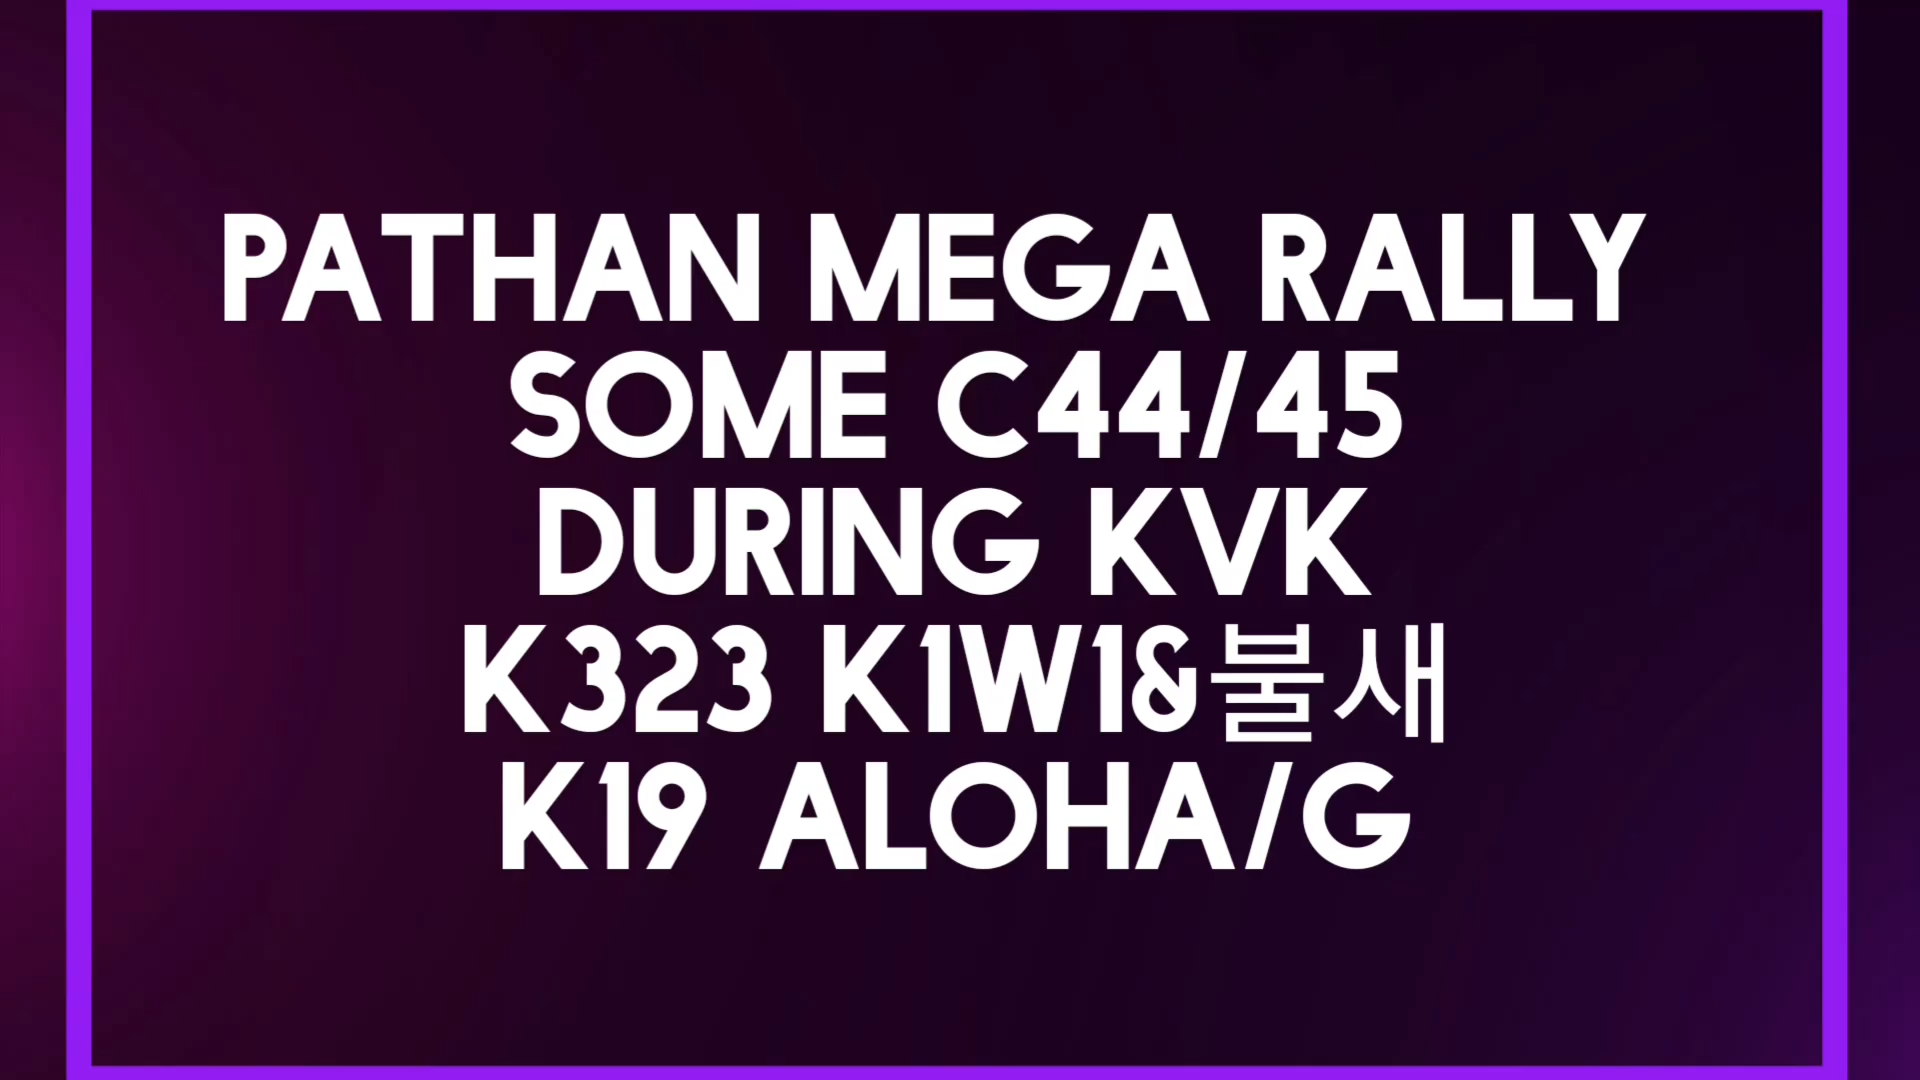 PATHAN MEGA RALLY
SOME C44/45
DURING KVK
K323 K1W1&불새
K19 ALOHA/G